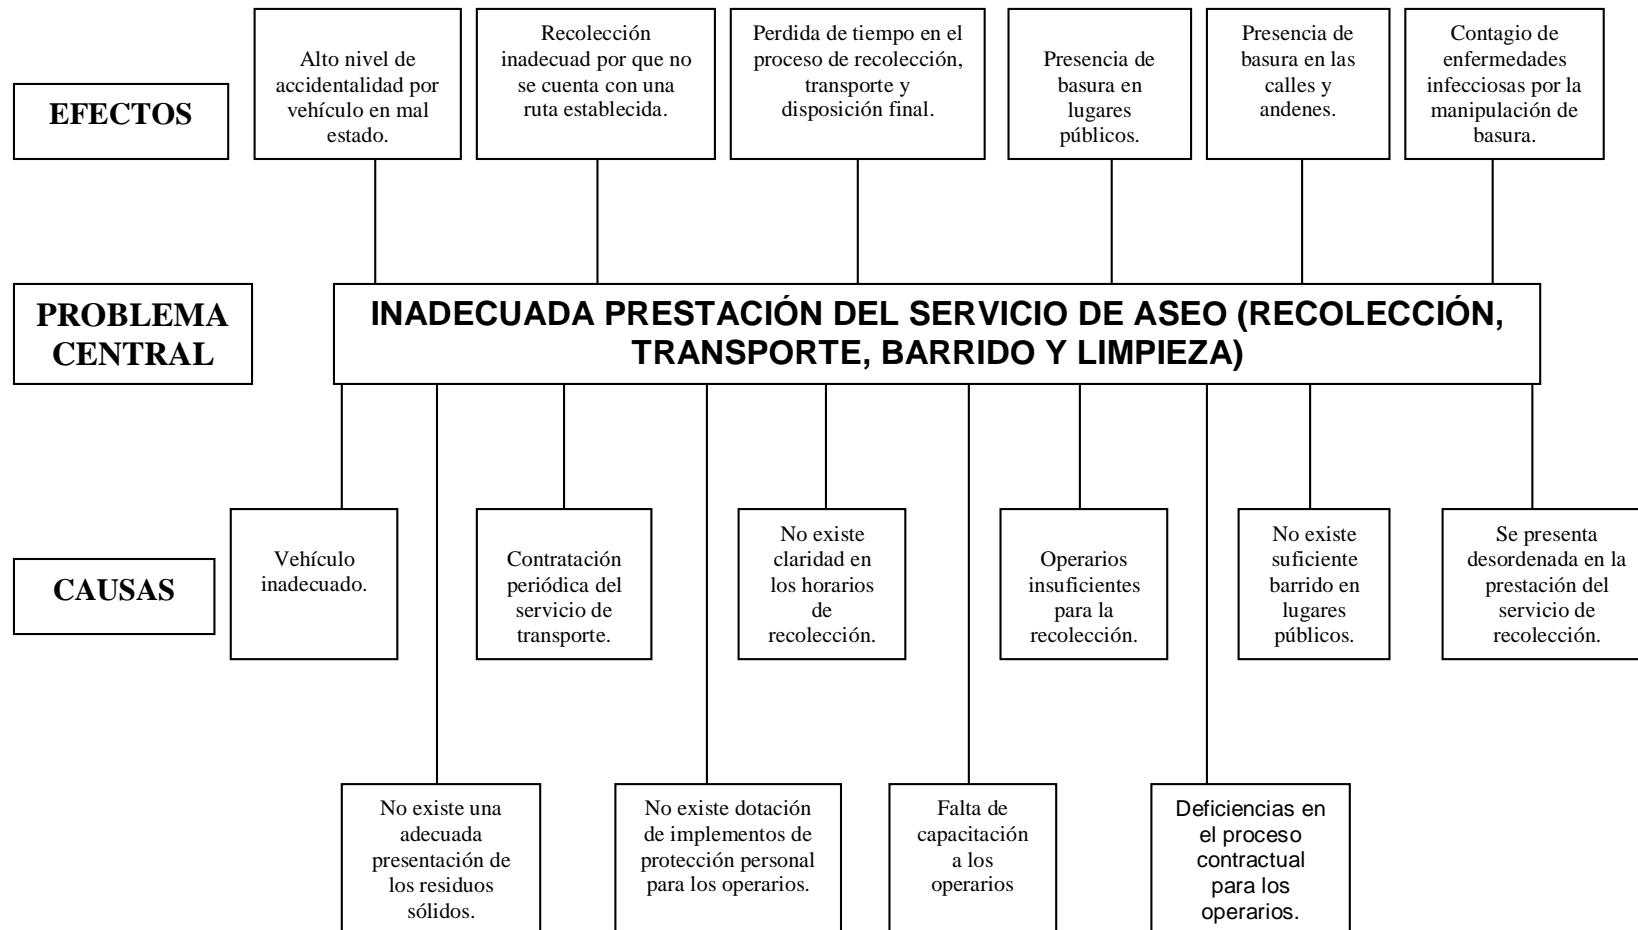 EFECTOS
Alto nivel de
accidentalidad por
vehículo en mal
estado.
Recolección
inadecuad por que no
se cuenta con una
ruta establecida.
Perdida de tiempo en el
proceso de recolección,
transporte y
disposición final.
Presencia de
basura en
lugares
públicos.
Presencia de
basura en las
calles y
andenes.
Contagio de
enfermedades
infecciosas por la
manipulación de
basura.
PROBLEMA
CENTRAL
INADECUADA PRESTACIÓN DEL SERVICIO DE ASEO (RECOLECCIÓN,
TRANSPORTE, BARRIDO Y LIMPIEZA)
CAUSAS
Vehículo
inadecuado.
Contratación
periódica del
servicio de
transporte.
No existe
claridad en
los horarios
de
recolección.
Operarios
insuficientes
para la
recolección.
No existe
suficiente
barrido en
lugares
públicos.
Se presenta
desordenada en la
prestación del
servicio de
recolección.
No existe una
adecuada
presentación de
los residuos
sólidos.
No existe dotación
de implementos de
protección personal
para los operarios.
Falta de
capacitación
a los
operarios
Deficiencias en
el proceso
contractual
para los
operarios.